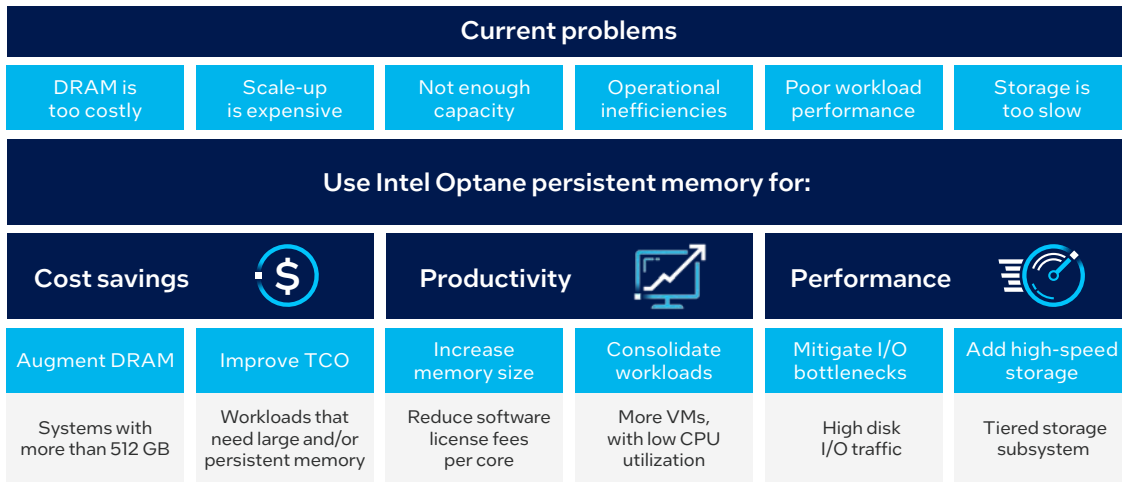 Current problems
DRAM is
too costly
Scale-up
is expensive
Not enough
capacity
Operational
inefficiencies
Poor workload
performance
Storage is
too slow
Use Intel Optane persistent memory for:
Cost savings
$
Productivity
Performance
Augment DRAM
Improve TCO
Increase
memory size
Consolidate
workloads
Mitigate I/O
bottlenecks
Add high-speed
storage
Systems with
more than 512 GB
Workloads that
need large and/or
persistent memory
Reduce software
license fees
per core
More VMs,
with low CPU
utilization
High disk
I/O traffic
Tiered storage
subsystem